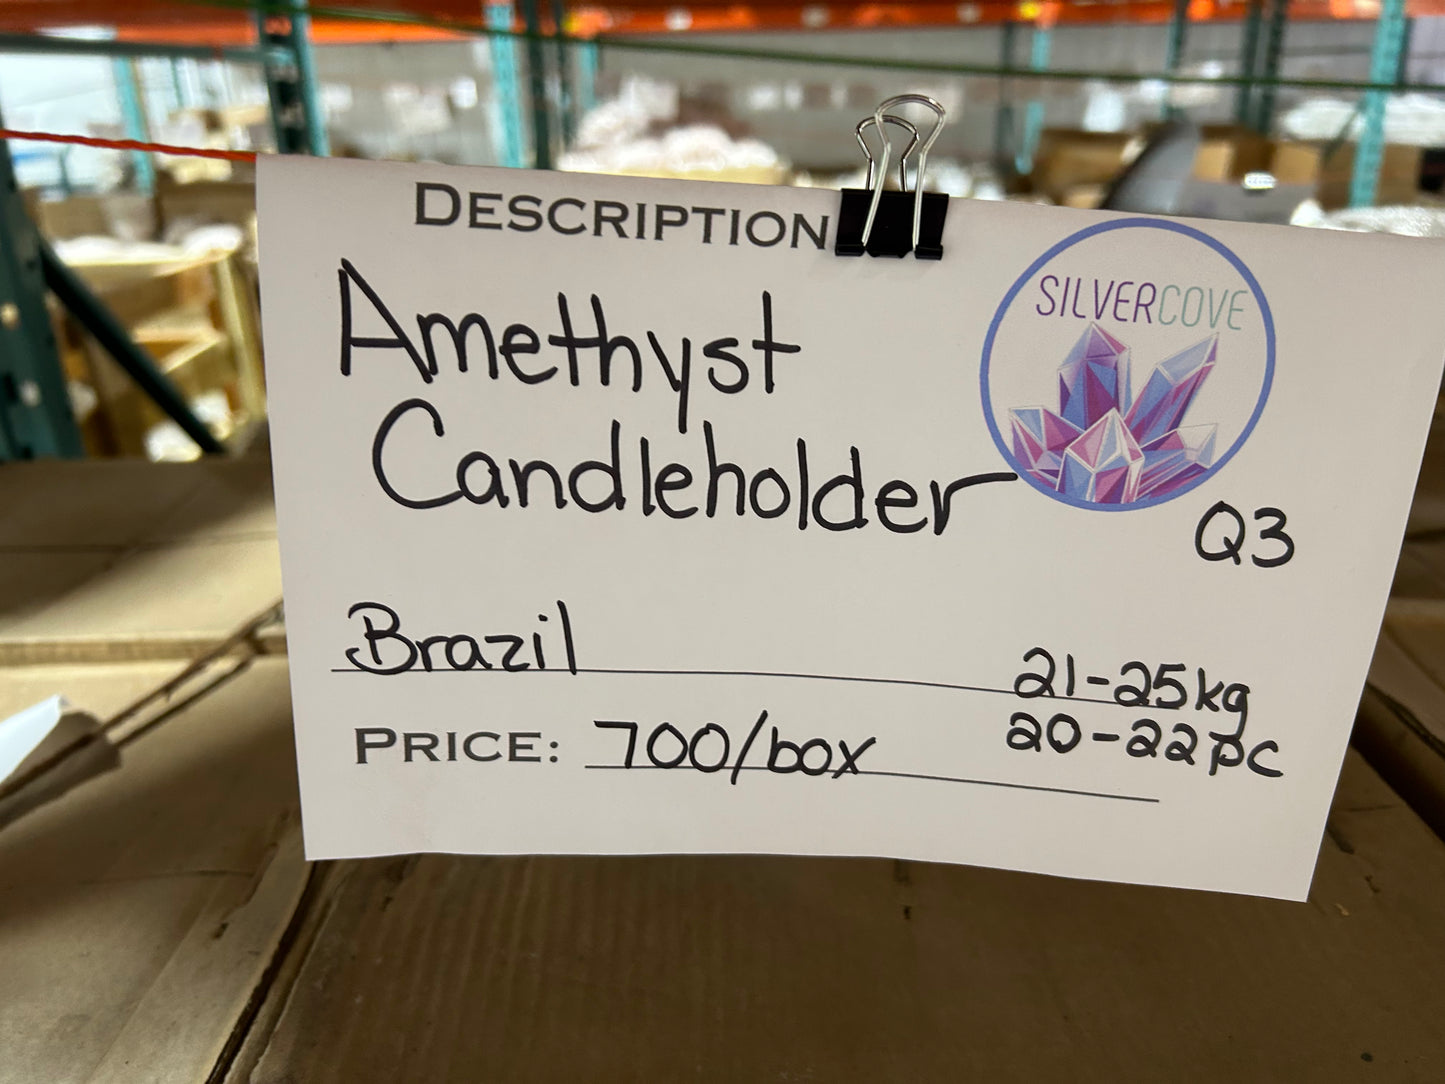 DESCRIPTION
SILVERCOVE
Amethyst
Candleholder
Q3
Brazil
21-25kg
20-22pc
PRICE: 700/box